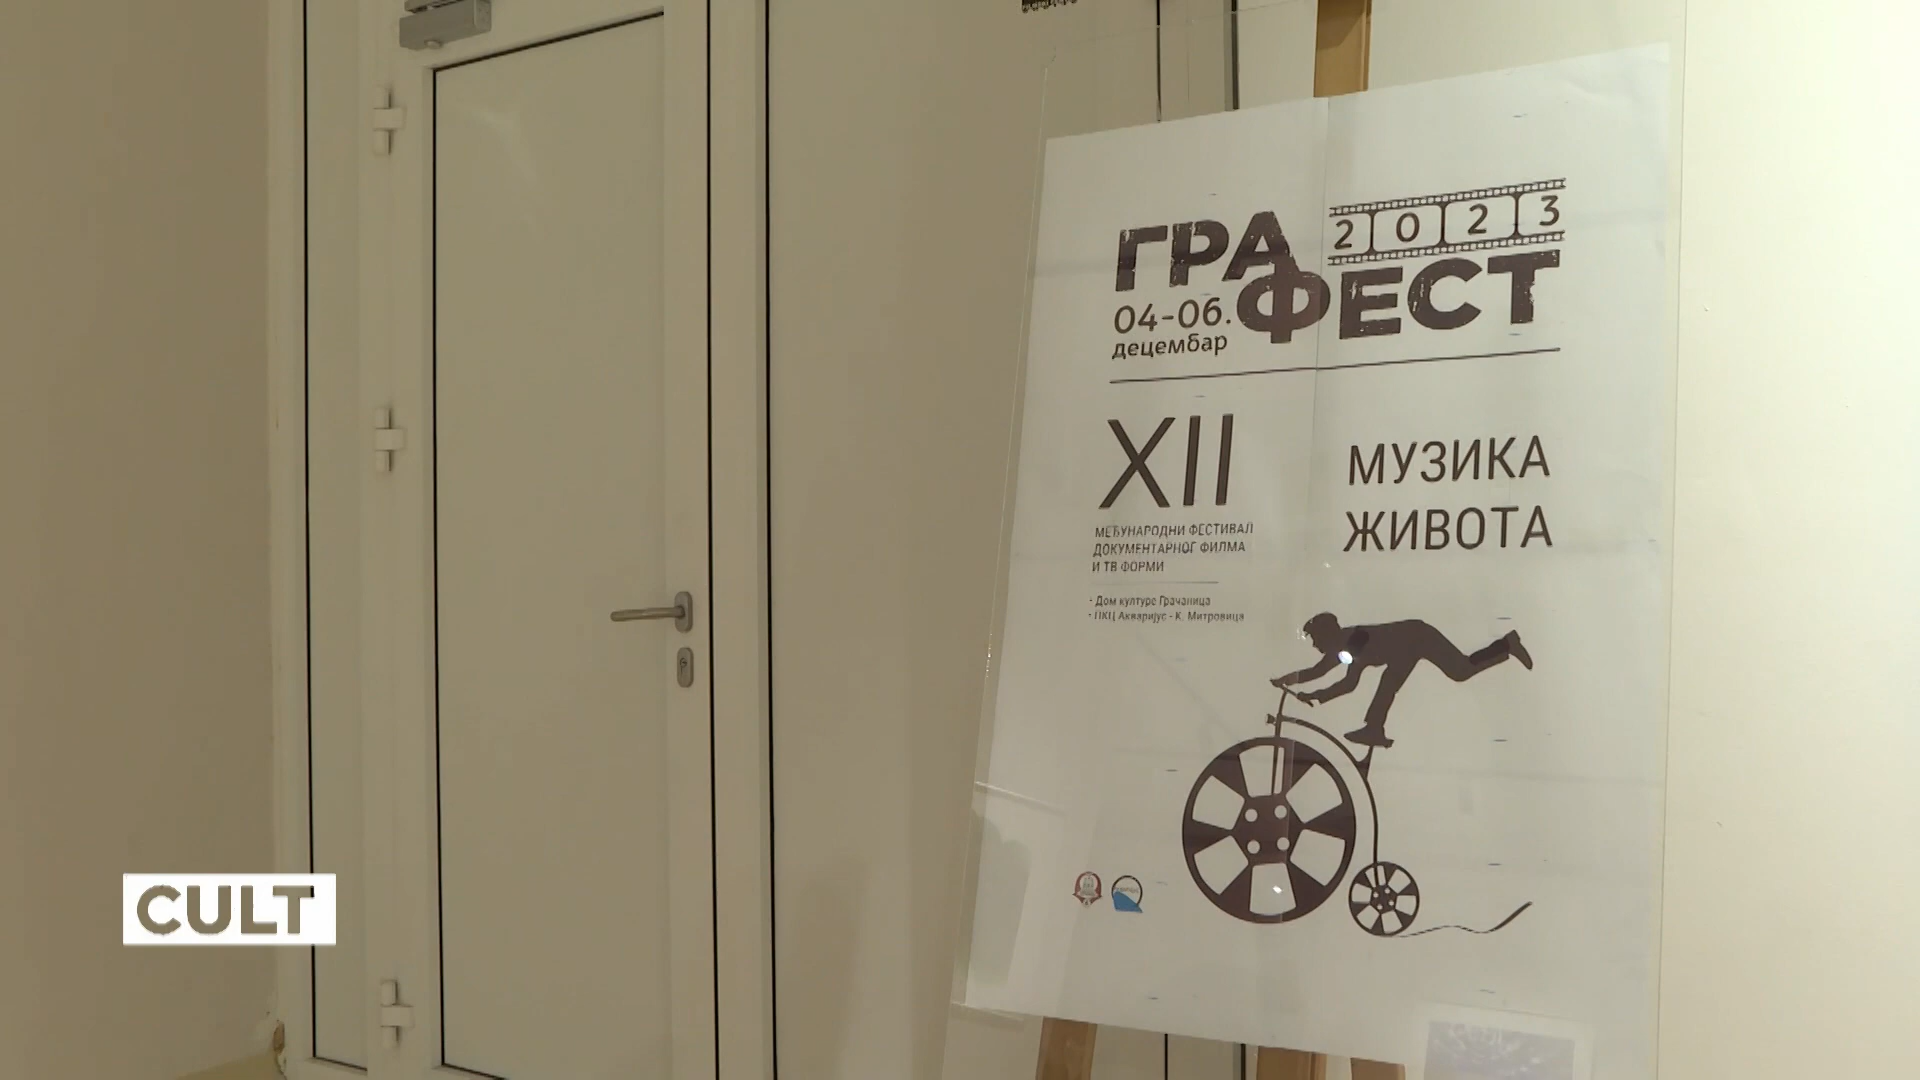 ГРА
2023
ФЕСТ
04-06.
децембар
XII
МЕЂУНАРОДНИ ФЕСТИВАЛ
ДОКУМЕНТАРНОГ ФИЛМА
И ТВ ФОРМИ
- Дом културе Грачаница
- ПКЦ Акваријус - К. Митровица
МУЗИКА
ЖИВОТА
CULT